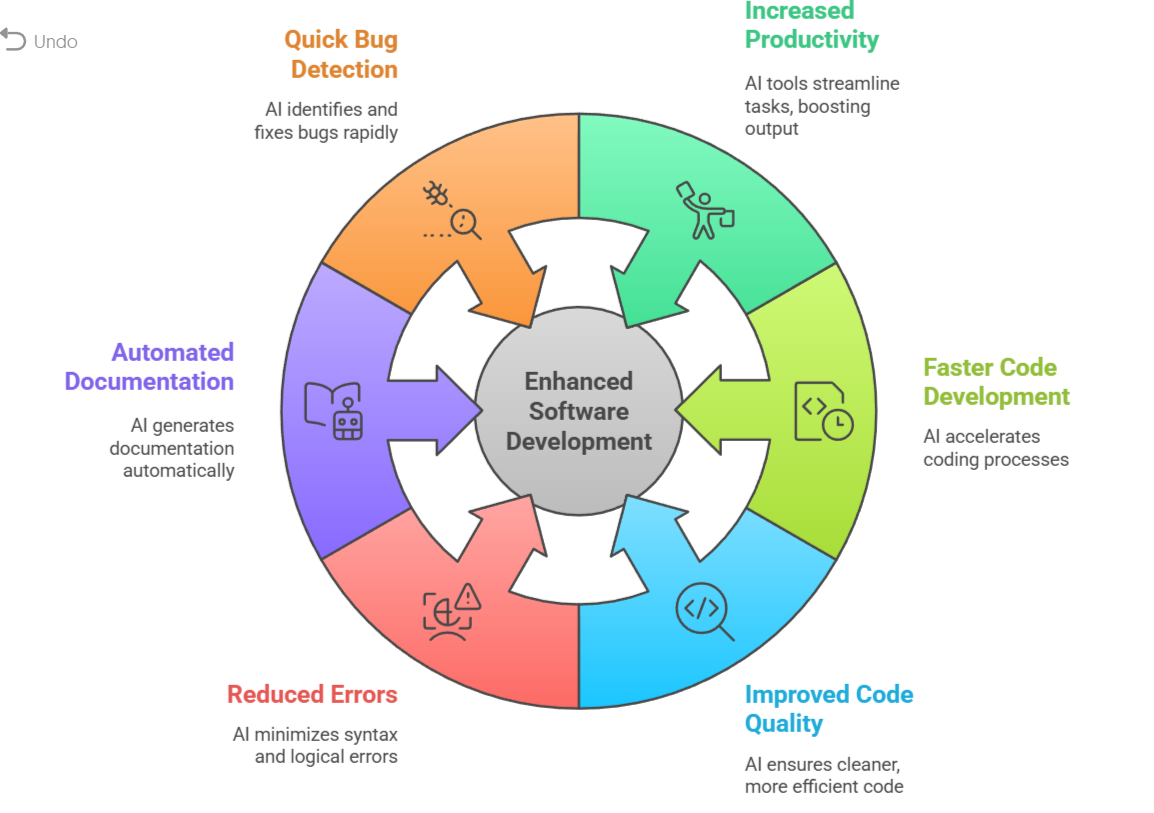 Undo
Quick Bug
Detection
AI identifies and
fixes bugs rapidly
Increased
Productivity
AI tools streamline
tasks, boosting
output
Automated
Documentation
AI generates
documentation
automatically
Enhanced
Software
Development
Faster Code
Development
AI accelerates
coding processes
Reduced Errors
AI minimizes syntax
and logical errors
Improved Code
Quality
AI ensures cleaner,
more efficient code